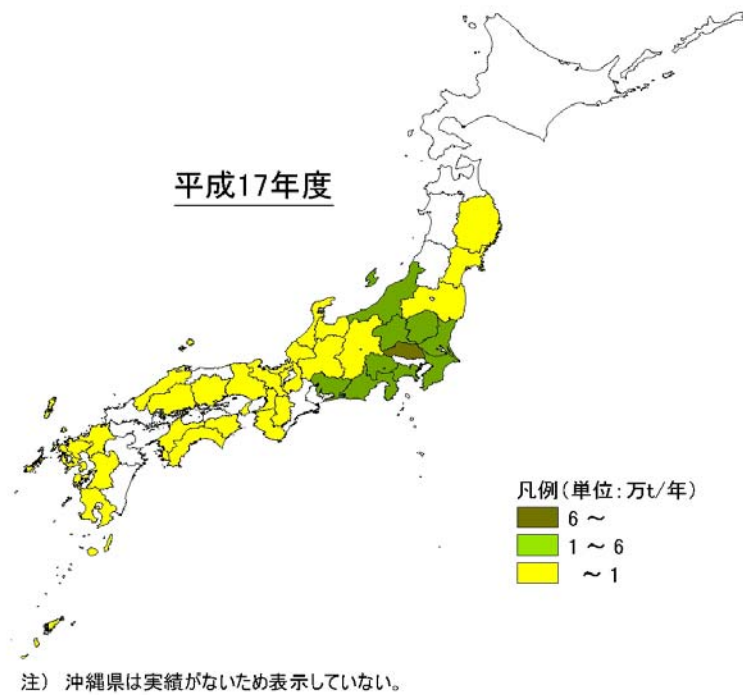 平成17年度
凡例(単位:万t/年)
6 ～
1 ～ 6
～ 1
注) 沖縄県は実績がないため表示していない。